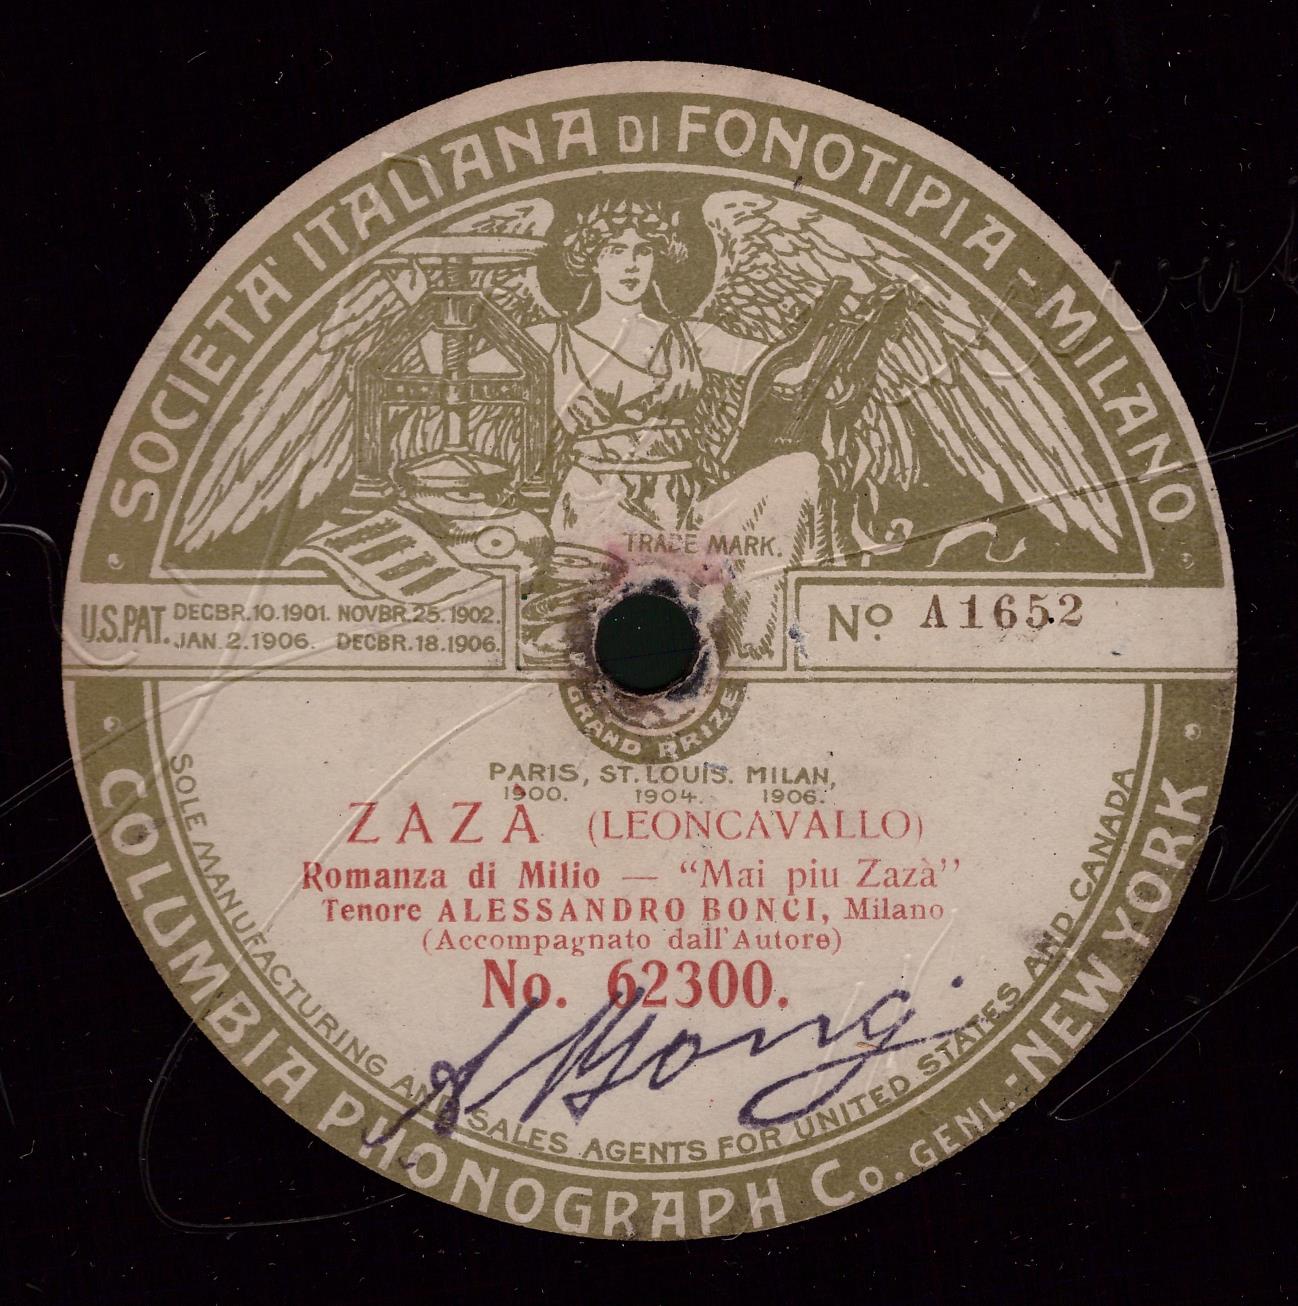 SOCIETA' ITALIANA DI FONOTIPIA - MILANO
TRADE MARK.
U.S.PAT. DECBR.10.1901. NOVBR.25.1902.
JAN.2.1906. DECBR.18.1906.
No. A1652
GRAND PRIZE
PARIS, ST. LOUIS. MILAN,
1900. 1904. 1906.
ZAZÀ (LEONCAVALLO)
Romanza di Milio — “Mai piu Zazà”
Tenore ALESSANDRO BONCI, Milano
(Accompagnato dall'Autore)
No. 62300.
SOLE MANUFACTURING AND SALES AGENTS FOR UNITED STATES AND CANADA
COLUMBIA PHONOGRAPH Co. GENL.- NEW YORK